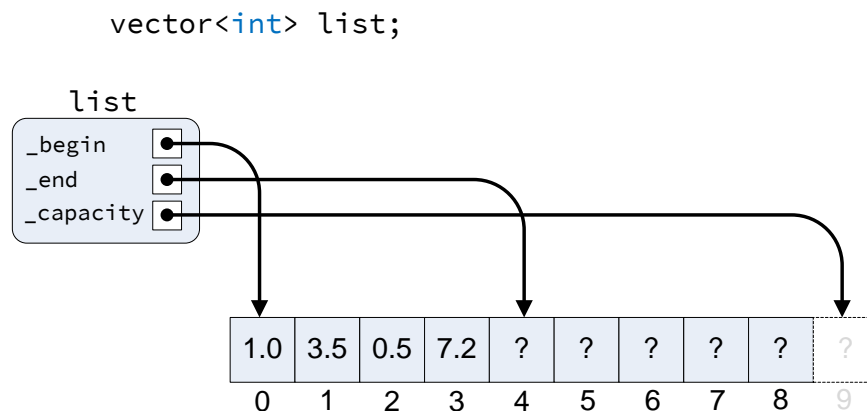 vector<int> list;
list
_begin
_end
_capacity
1.0 3.5 0.5 7.2 ? ? ? ? ? ?
0 1 2 3 4 5 6 7 8 9